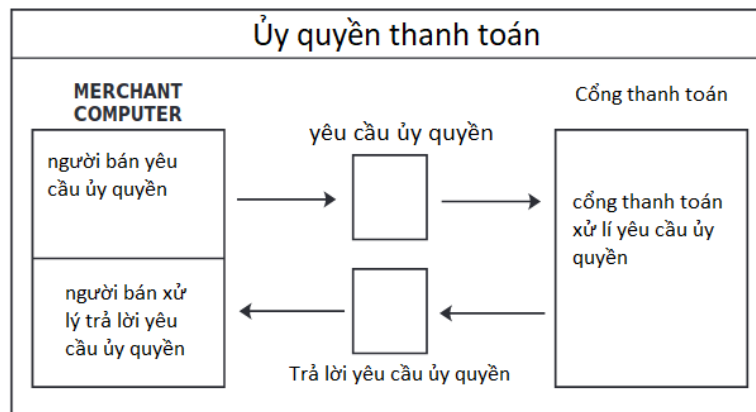 Ủy quyền thanh toán
MERCHANT
COMPUTER
Cổng thanh toán
yêu cầu ủy quyền
người bán yêu
cầu ủy quyền
cổng thanh toán
xử lí yêu cầu ủy
quyền
người bán xử
lý trả lời yêu
cầu ủy quyền
Trả lời yêu cầu ủy quyền